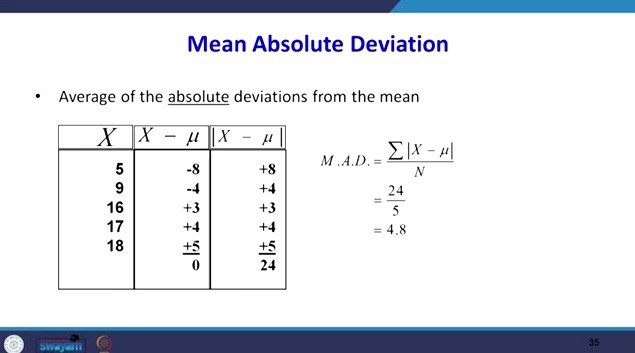 Mean Absolute Deviation
• Average of the absolute deviations from the mean
X X − μ |X − μ|
5 -8 +8
9 -4 +4
16 +3 +3
17 +4 +4
18 +5 +5
0 24
M.A.D. = ∑|X − μ| / N
= 24 / 5
= 4.8
swayam
35